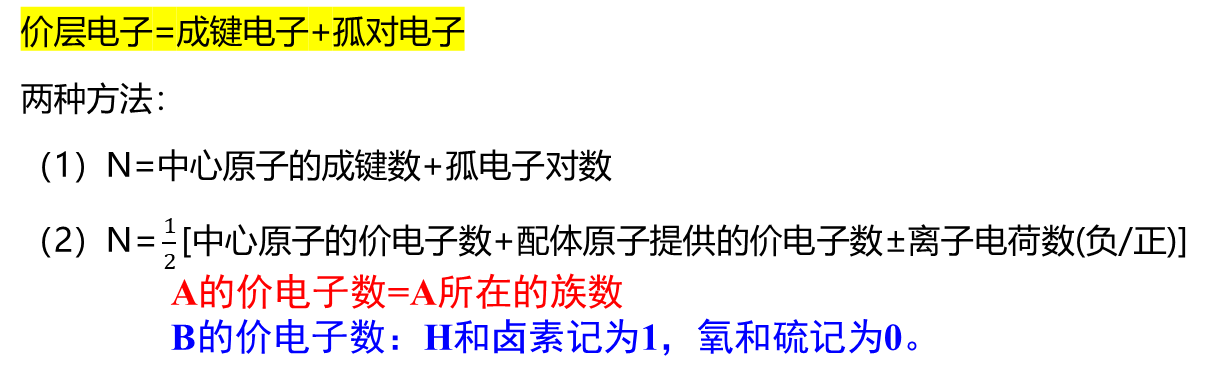 价层电子=成键电子+孤对电子
两种方法：
（1）N=中心原子的成键数+孤电子对数
（2）N=½[中心原子的价电子数+配体原子提供的价电子数±离子电荷数(负/正)]
A的价电子数=A所在的族数
B的价电子数：H和卤素记为1，氧和硫记为0。